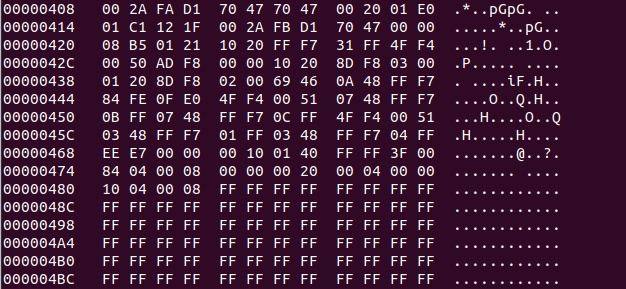 00000408 00 2A FA D1 70 47 70 47 00 20 01 E0 .*..pGpG. ..
00000414 01 C1 12 1F 00 2A FB D1 70 47 00 00 .....*..pG..
00000420 08 B5 01 21 10 20 FF F7 31 FF 4F F4 ...!. ..1.O.
0000042C 00 50 AD F8 00 00 10 20 8D F8 03 00 .P..... ....
00000438 01 20 8D F8 02 00 69 46 0A 48 FF F7 . ....iF.H..
00000444 84 FE 0F E0 4F F4 00 51 07 48 FF F7 ....O..Q.H..
00000450 0B FF 07 48 FF F7 0C FF 4F F4 00 51 ...H....O..Q
0000045C 03 48 FF F7 01 FF 03 48 FF F7 04 FF .H.....H....
00000468 EE E7 00 00 00 10 01 40 FF FF 3F 00 .......@..?.
00000474 84 04 00 08 00 00 00 20 00 04 00 00 ....... ....
00000480 10 04 00 08 FF FF FF FF FF FF FF FF ............
0000048C FF FF FF FF FF FF FF FF FF FF FF FF ............
00000498 FF FF FF FF FF FF FF FF FF FF FF FF ............
000004A4 FF FF FF FF FF FF FF FF FF FF FF FF ............
000004B0 FF FF FF FF FF FF FF FF FF FF FF FF ............
000004BC FF FF FF FF FF FF FF FF FF FF FF FF ............